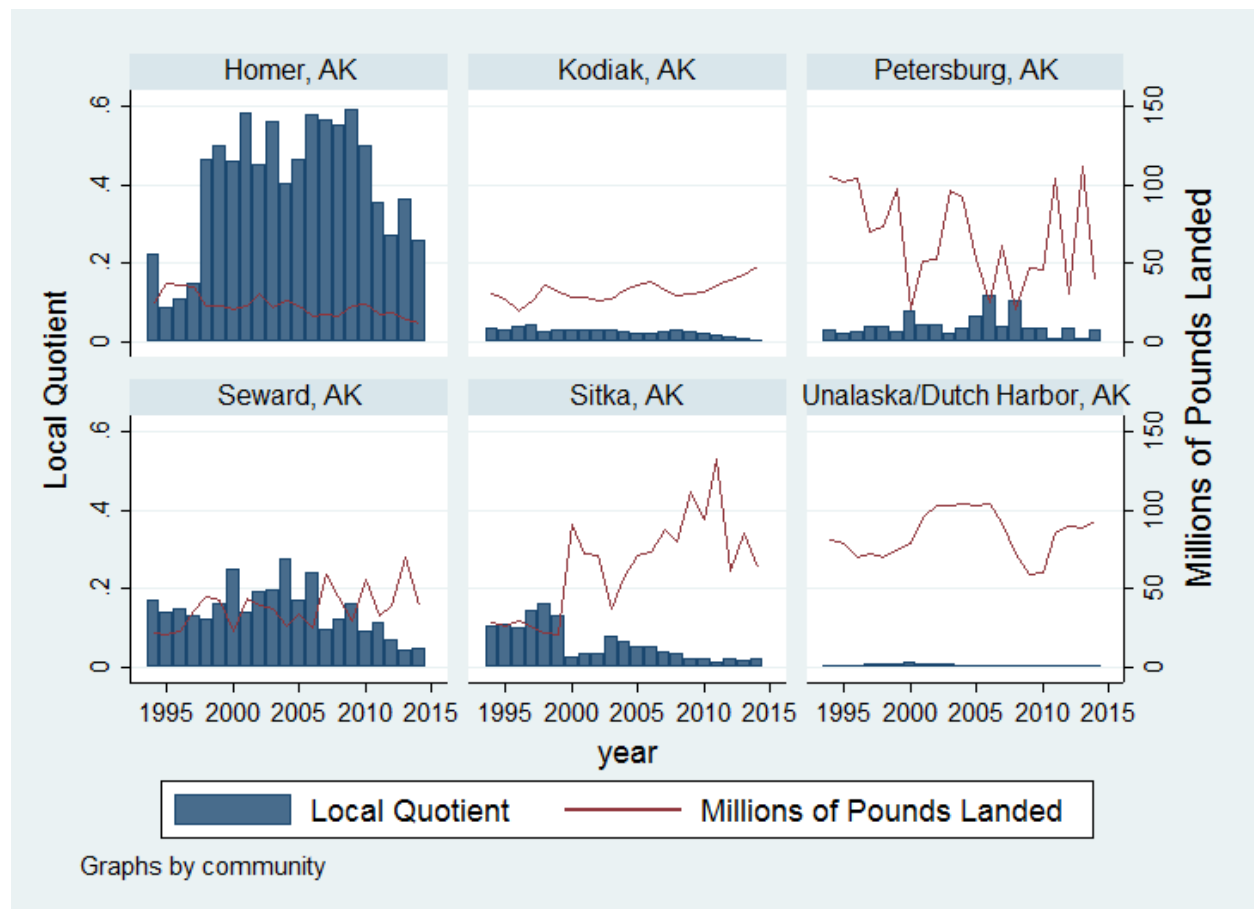 Homer, AK
Kodiak, AK
Petersburg, AK
.6
.4
.2
0
150
100
50
0
Seward, AK
Sitka, AK
Unalaska/Dutch Harbor, AK
.6
.4
.2
0
150
100
50
0
Local Quotient
Millions of Pounds Landed
1995 2000 2005 2010 2015
1995 2000 2005 2010 2015
1995 2000 2005 2010 2015
year
Local Quotient
Millions of Pounds Landed
Graphs by community